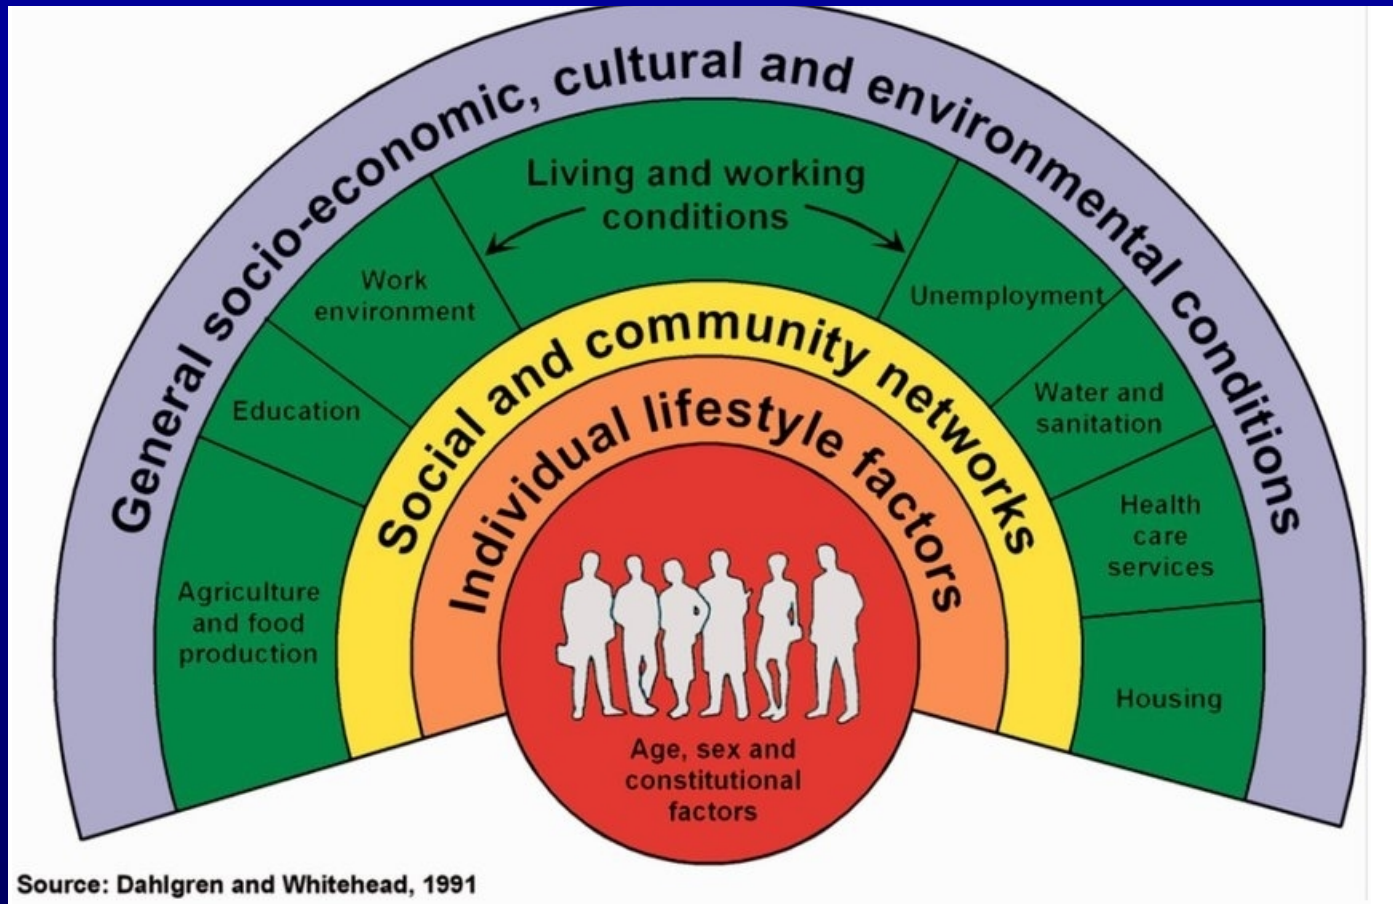 General socio-economic, cultural and environmental conditions
Living and working
conditions
Work
environment
Unemployment
Education
Water and
sanitation
Agriculture
and food
production
Health
care
services
Housing
Social and community networks
Individual lifestyle factors
Age, sex and
constitutional
factors
Source: Dahlgren and Whitehead, 1991